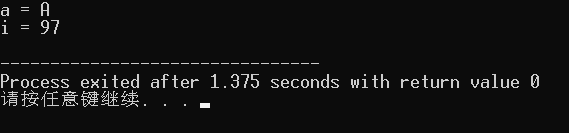 a = A
i = 97
--------------------------------
Process exited after 1.375 seconds with return value 0
请按任意键继续. . .